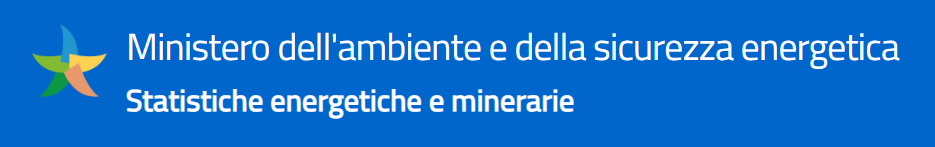 Ministero dell'ambiente e della sicurezza energetica
Statistiche energetiche e minerarie